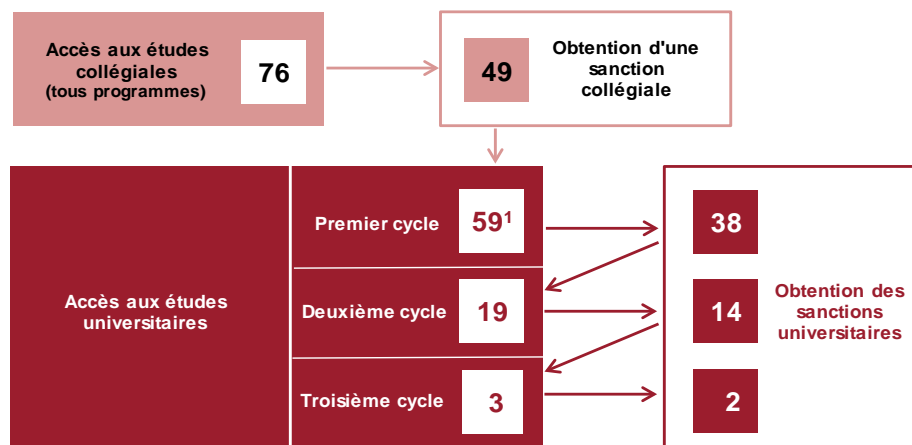 Accès aux études
collégiales
(tous programmes)
76
49
Obtention d'une
sanction
collégiale
Accès aux études
universitaires
Premier cycle
59¹
38
Deuxième cycle
19
14
Obtention des
sanctions
universitaires
Troisième cycle
3
2